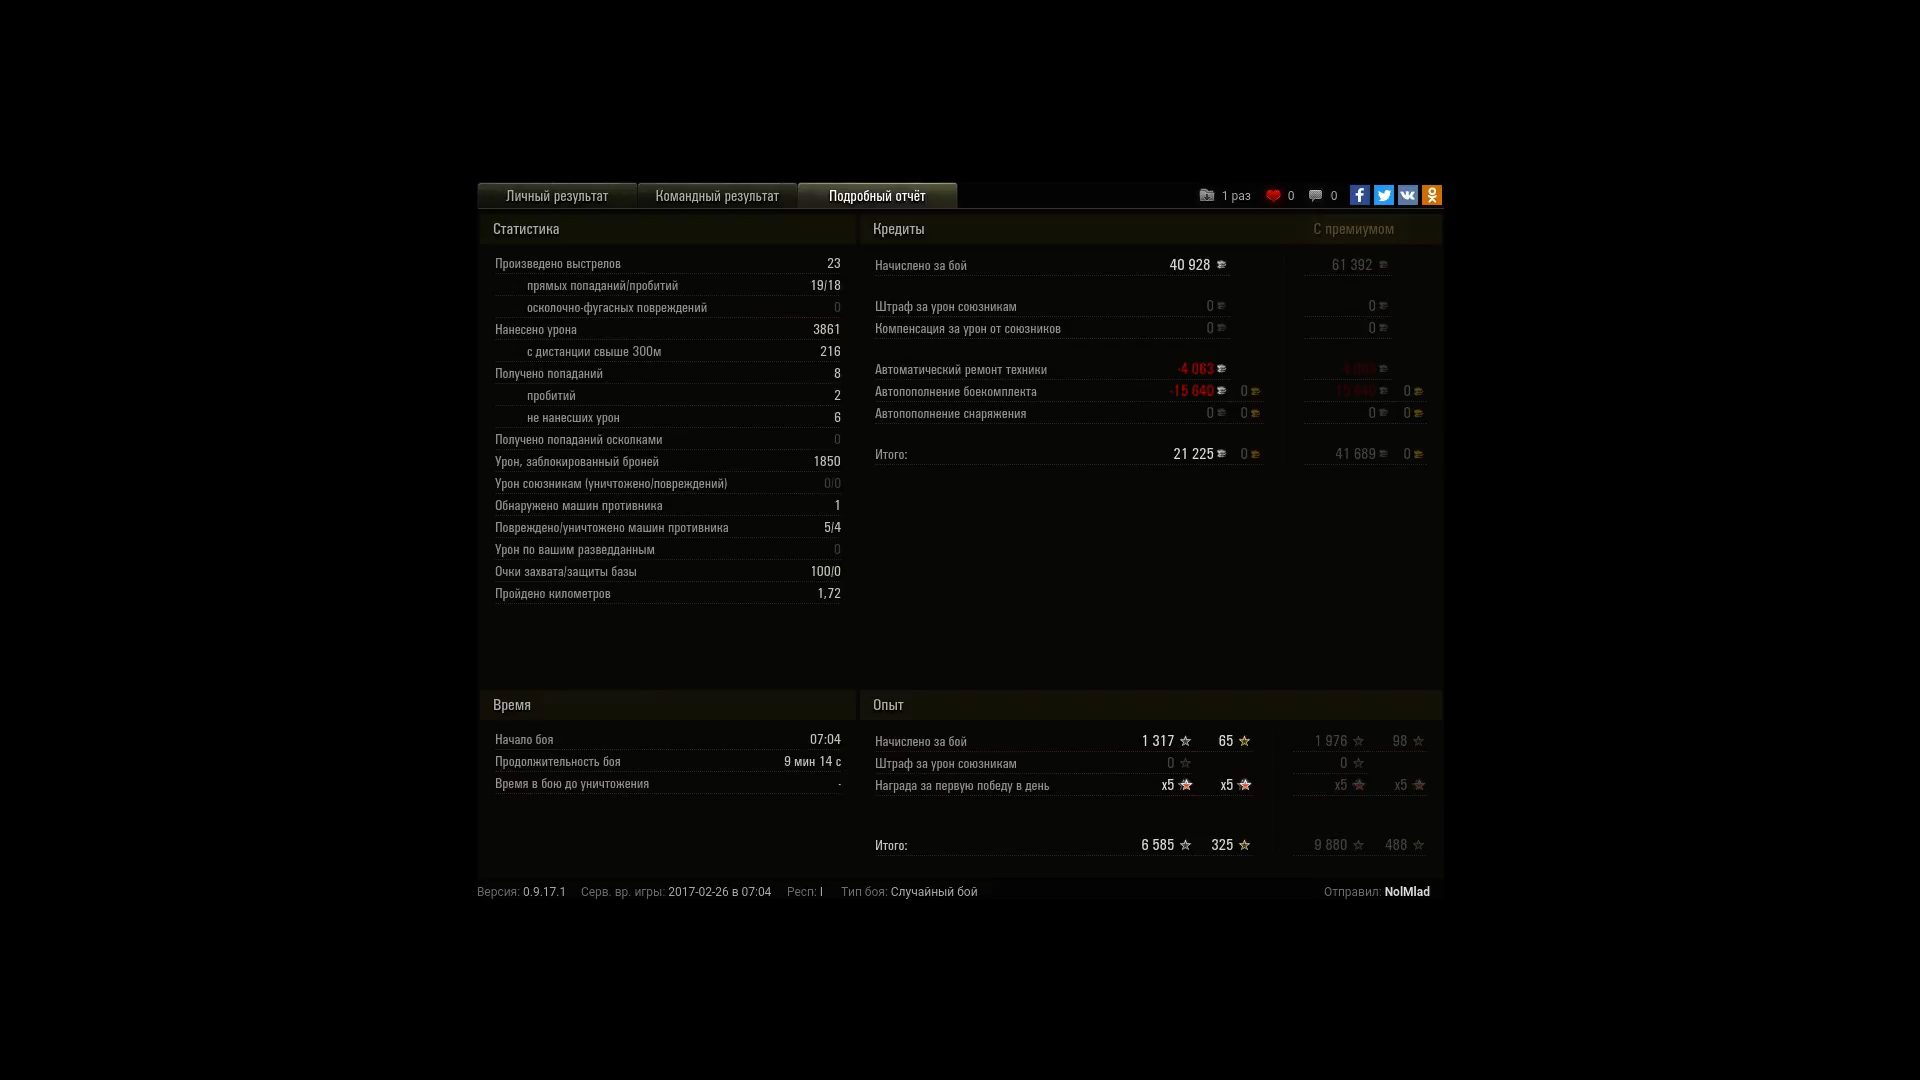 Личный результат Командный результат Подробный отчёт 1 раз 0 0
Статистика
Произведено выстрелов 23
прямых попаданий/пробитий 19/18
осколочно-фугасных повреждений 0
Нанесено урона 3861
с дистанции свыше 300м 216
Получено попаданий 8
пробитий 2
не нанесших урон 6
Получено попаданий осколками 0
Урон, заблокированный броней 1850
Урон союзникам (уничтожено/повреждений) 0/0
Обнаружено машин противника 1
Повреждено/уничтожено машин противника 5/4
Урон по вашим разведданным 0
Очки захвата/защиты базы 100/0
Пройдено километров 1,72
Кредиты С премиумом
Начислено за бой 40 928 61 392
Штраф за урон союзникам 0 0
Компенсация за урон от союзников 0 0
Автоматический ремонт техники -4 063
Автопополнение боекомплекта -15 640 0 0
Автопополнение снаряжения 0 0 0 0
Итого: 21 225 0 41 689 0
Время
Начало боя 07:04
Продолжительность боя 9 мин 14 с
Время в бою до уничтожения -
Опыт
Начислено за бой 1 317 65 1 976 98
Штраф за урон союзникам 0 0
Награда за первую победу в день x5 x5 x5 x5
Итого: 6 585 325 9 880 488
Версия: 0.9.17.1 Серв. вр. игры: 2017-02-26 в 07:04 Респ: I Тип боя: Случайный бой Отправил: NolMlad